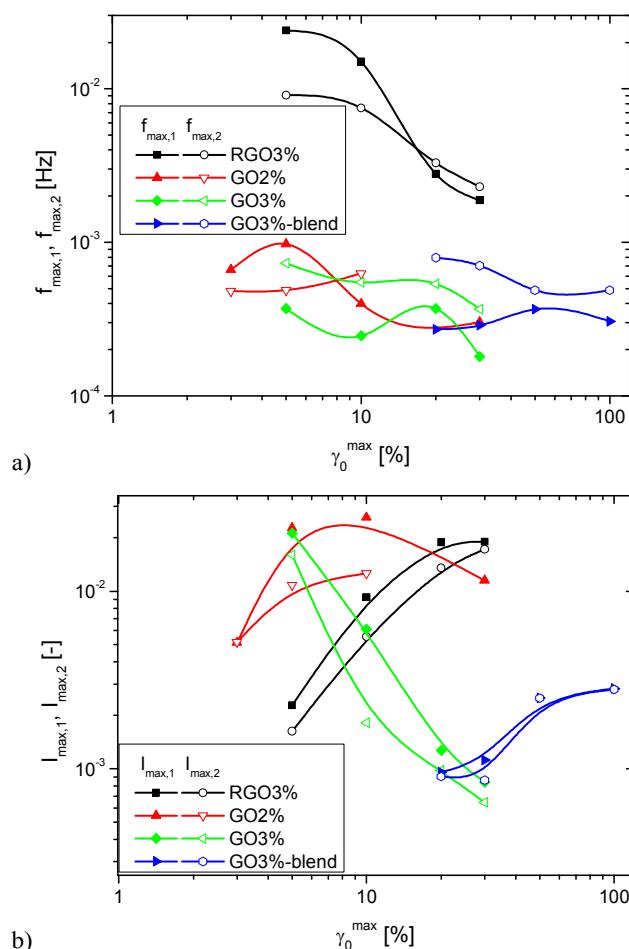 10⁻²
10⁻³
10⁻⁴
f_max,1, f_max,2 [Hz]
f_max,1 f_max,2
RGO3%
GO2%
GO3%
GO3%-blend
1 10 100
γ₀^max [%]
a)
10⁻²
10⁻³
I_max,1, I_max,2 [-]
I_max,1 I_max,2
RGO3%
GO2%
GO3%
GO3%-blend
1 10 100
γ₀^max [%]
b)